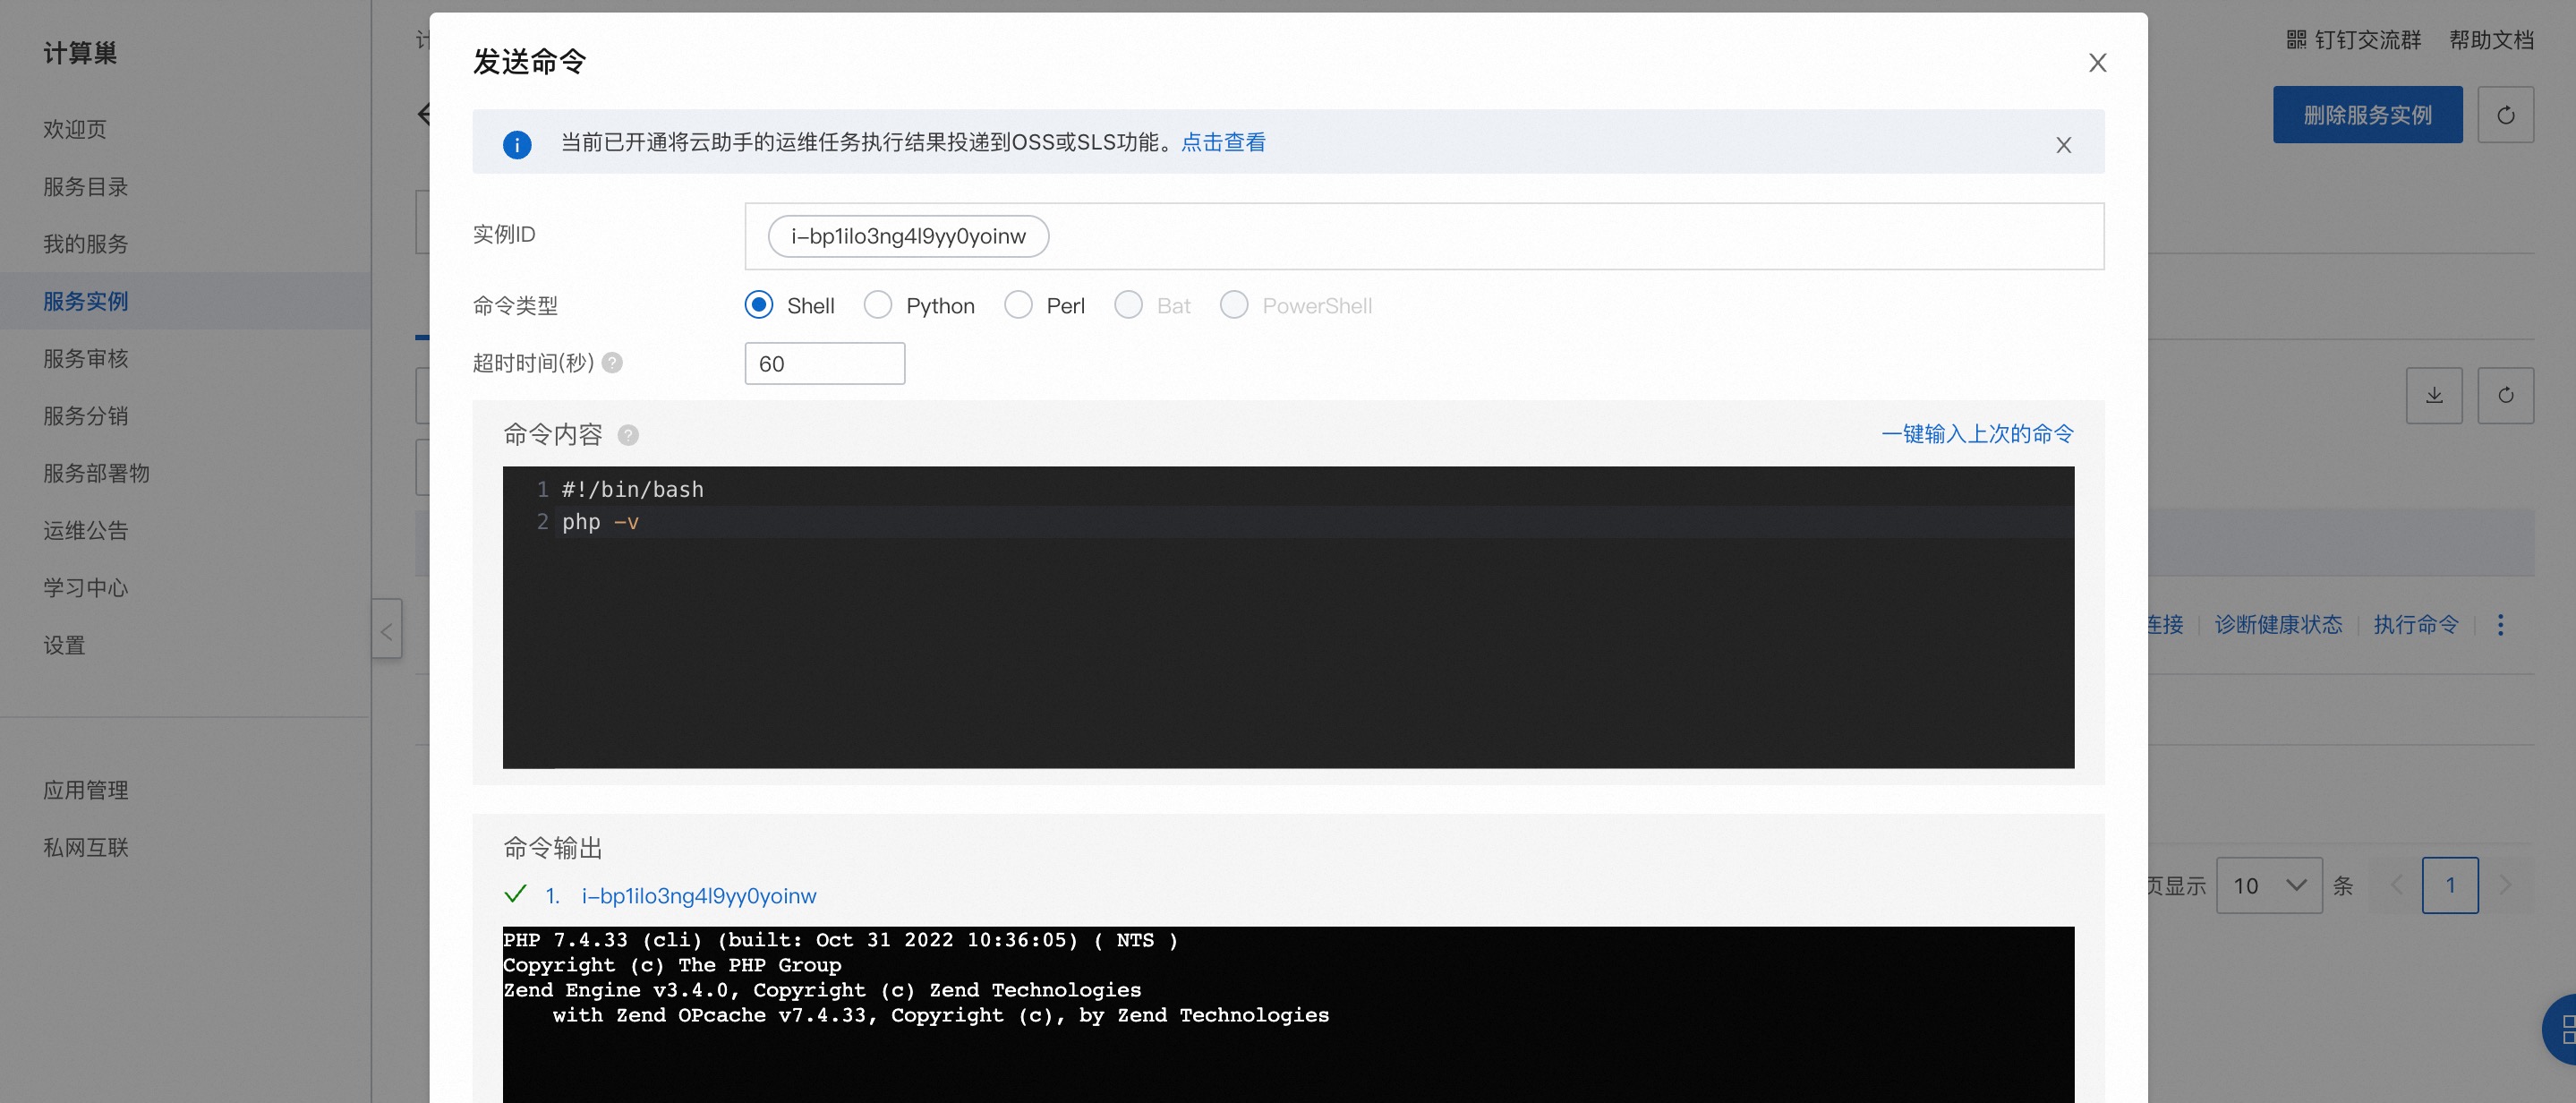 计算巢
欢迎页
服务目录
我的服务
服务实例
服务审核
服务分销
服务部署物
运维公告
学习中心
设置
应用管理
私网互联
钉钉交流群 帮助文档
删除服务实例
发送命令
当前已开通将云助手的运维任务执行结果投递到OSS或SLS功能。点击查看
实例ID i-bp1ilo3ng4l9yy0yoinw
命令类型 Shell Python Perl Bat PowerShell
超时时间(秒) 60
命令内容 一键输入上次的命令
1 #!/bin/bash
2 php -v
连接 诊断健康状态 执行命令
命令输出
1. i-bp1ilo3ng4l9yy0yoinw
页显示 10 条 1
PHP 7.4.33 (cli) (built: Oct 31 2022 10:36:05) ( NTS )
Copyright (c) The PHP Group
Zend Engine v3.4.0, Copyright (c) Zend Technologies
    with Zend OPcache v7.4.33, Copyright (c), by Zend Technologies